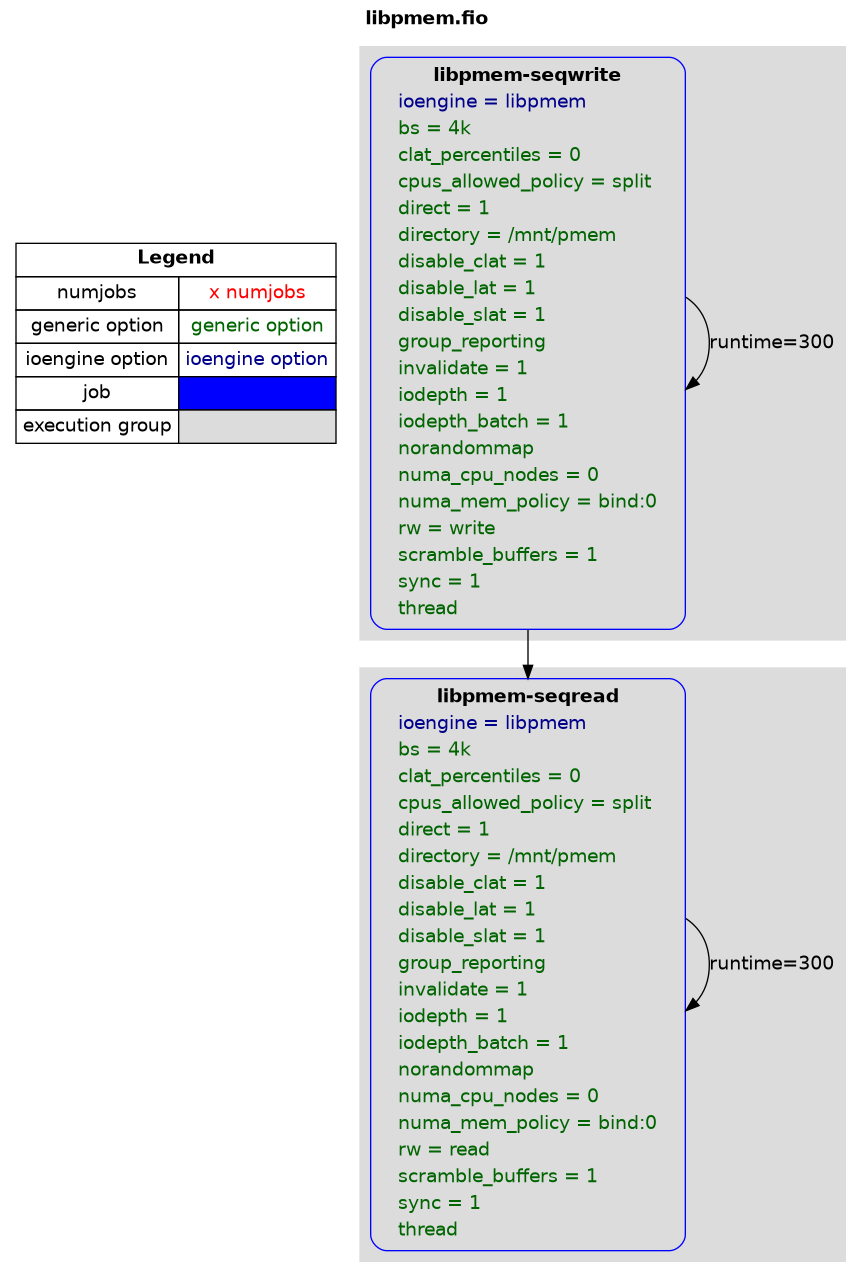 libpmem.fio
Legend
numjobs x numjobs
generic option generic option
ioengine option ioengine option
job
execution group
libpmem-seqwrite
ioengine = libpmem
bs = 4k
clat_percentiles = 0
cpus_allowed_policy = split
direct = 1
directory = /mnt/pmem
disable_clat = 1
disable_lat = 1
disable_slat = 1
group_reporting
invalidate = 1
iodepth = 1
iodepth_batch = 1
norandommap
numa_cpu_nodes = 0
numa_mem_policy = bind:0
rw = write
scramble_buffers = 1
sync = 1
thread
runtime=300
libpmem-seqread
ioengine = libpmem
bs = 4k
clat_percentiles = 0
cpus_allowed_policy = split
direct = 1
directory = /mnt/pmem
disable_clat = 1
disable_lat = 1
disable_slat = 1
group_reporting
invalidate = 1
iodepth = 1
iodepth_batch = 1
norandommap
numa_cpu_nodes = 0
numa_mem_policy = bind:0
rw = read
scramble_buffers = 1
sync = 1
thread
runtime=300